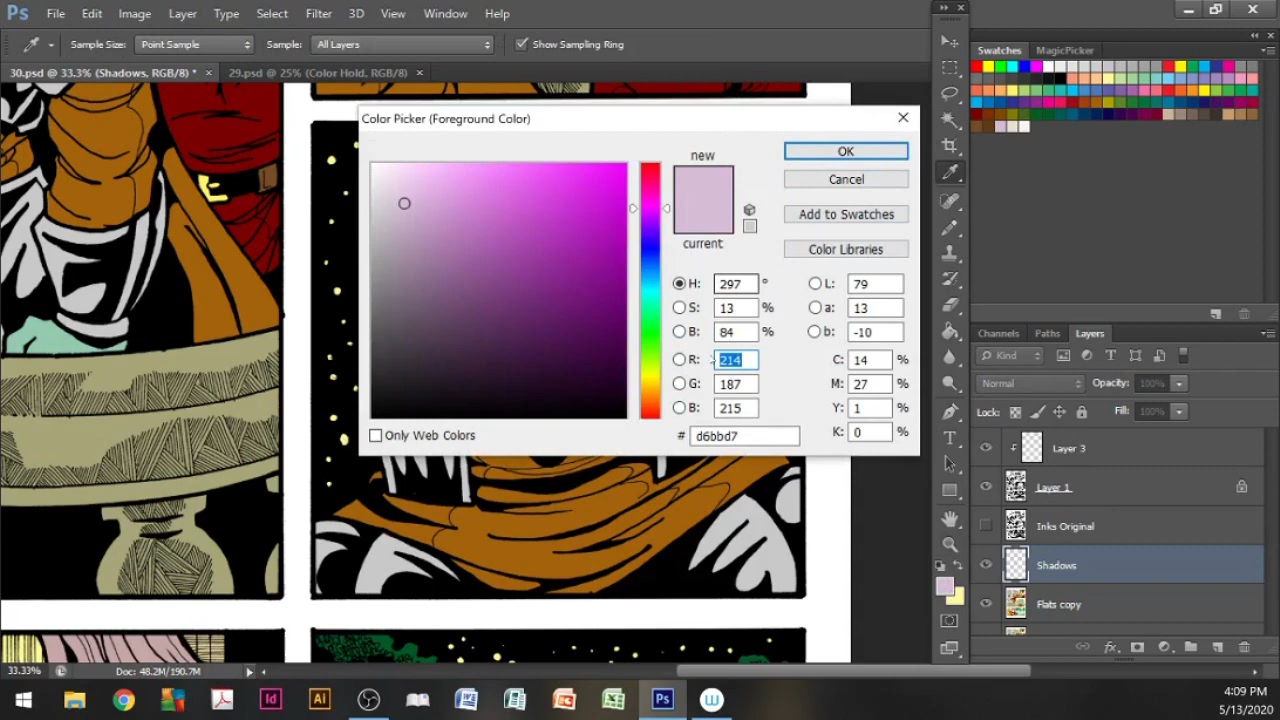 Ps File Edit Image Layer Type Select Filter 3D View Window Help
Sample Size: Point Sample Sample: All Layers Show Sampling Ring
30.psd @ 33.3% (Shadows, RGB/8) * × 29.psd @ 25% (Color Hold, RGB/8) ×
Swatches MagicPicker
Color Picker (Foreground Color)
new
current
OK
Cancel
Add to Swatches
Color Libraries
H: 297 ° L: 79
S: 13 % a: 13
B: 84 % b: -10
R: 214 C: 14 %
G: 187 M: 27 %
B: 215 Y: 1 %
Only Web Colors # d6bbd7 K: 0 %
Channels Paths Layers
Kind
Normal Opacity: 100%
Lock: Fill: 100%
Layer 3
Layer 1
Inks Original
Shadows
Flats copy
fx
33.33% Doc: 48.2M/190.7M
Id Ai Ps W
4:09 PM
5/13/2020